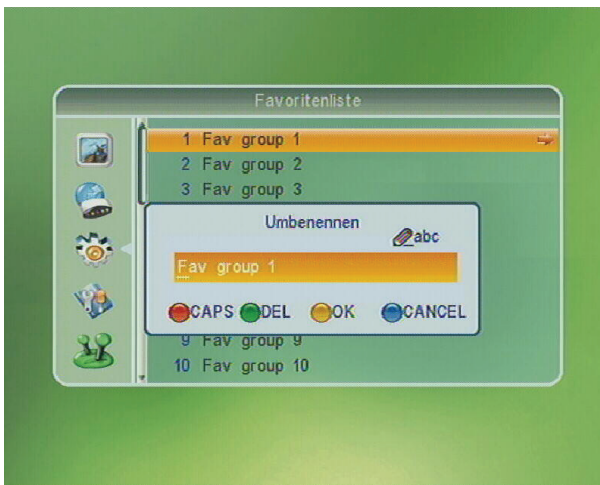 Favoritenliste
1 Fav group 1
2 Fav group 2
3 Fav group 3
Umbenennen
abc
Fav group 1
CAPS DEL OK CANCEL
9 Fav group 9
10 Fav group 10